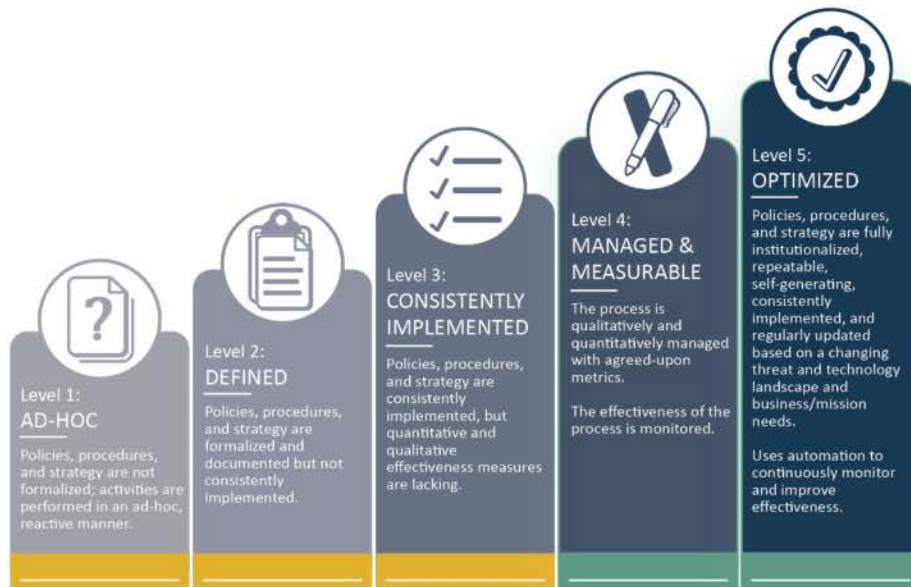 Level 1:
AD-HOC
Policies, procedures,
and strategy are not
formalized; activities are
performed in an ad-hoc,
reactive manner.
Level 2:
DEFINED
Policies, procedures,
and strategy are
formalized and
documented but not
consistently
implemented.
Level 3:
CONSISTENTLY
IMPLEMENTED
Policies, procedures,
and strategy are
consistently
implemented, but
quantitative and
qualitative
effectiveness measures
are lacking.
Level 4:
MANAGED &
MEASURABLE
The process is
qualitatively and
quantitatively managed
with agreed-upon
metrics.
The effectiveness of the
process is monitored.
Level 5:
OPTIMIZED
Policies, procedures,
and strategy are fully
institutionalized,
repeatable,
self-generating,
consistently
implemented, and
regularly updated
based on a changing
threat and technology
landscape and
business/mission
needs.
Uses automation to
continuously monitor
and improve
effectiveness.